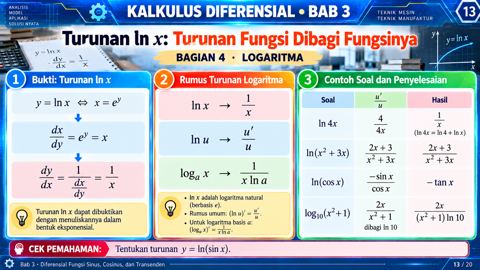 ANALISIS
MODEL
APLIKASI
SOLUSI NYATA
KALKULUS DIFERENSIAL • BAB 3
TEKNIK MESIN
TEKNIK MANUFAKTUR
13
Turunan ln x: Turunan Fungsi Dibagi Fungsinya
BAGIAN 4 • LOGARITMA
y = ln x
dy/dx = 1/x
y = ln x
1 Bukti: Turunan ln x
y = ln x ⇔ x = e^y
dx/dy = e^y = x
dy/dx = 1/(dx/dy) = 1/x
Turunan ln x dapat dibuktikan
dengan menuliskannya dalam
bentuk eksponensial.
2 Rumus Turunan Logaritma
ln x → 1/x
ln u → u'/u
log_a x → 1/(x ln a)
• ln x adalah logaritma natural
(berbasis e).
• Rumus umum: (ln u)' = u'/u.
• Untuk logaritma basis a:
(log_a x)' = 1/(x ln a).
3 Contoh Soal dan Penyelesaian
Soal u'/u Hasil
ln 4x 4/4x 1/x
(ln 4x = ln 4 + ln x)
ln(x² + 3x) (2x + 3)/(x² + 3x) (2x + 3)/(x² + 3x)
ln(cos x) −sin x/cos x − tan x
log₁₀(x²+1) 2x/(x² + 1) 2x/((x² + 1) ln 10)
dibagi ln 10
CEK PEMAHAMAN: Tentukan turunan y = ln(sin x).
Bab 3 • Diferensial Fungsi Sinus, Cosinus, dan Transenden
13 / 20